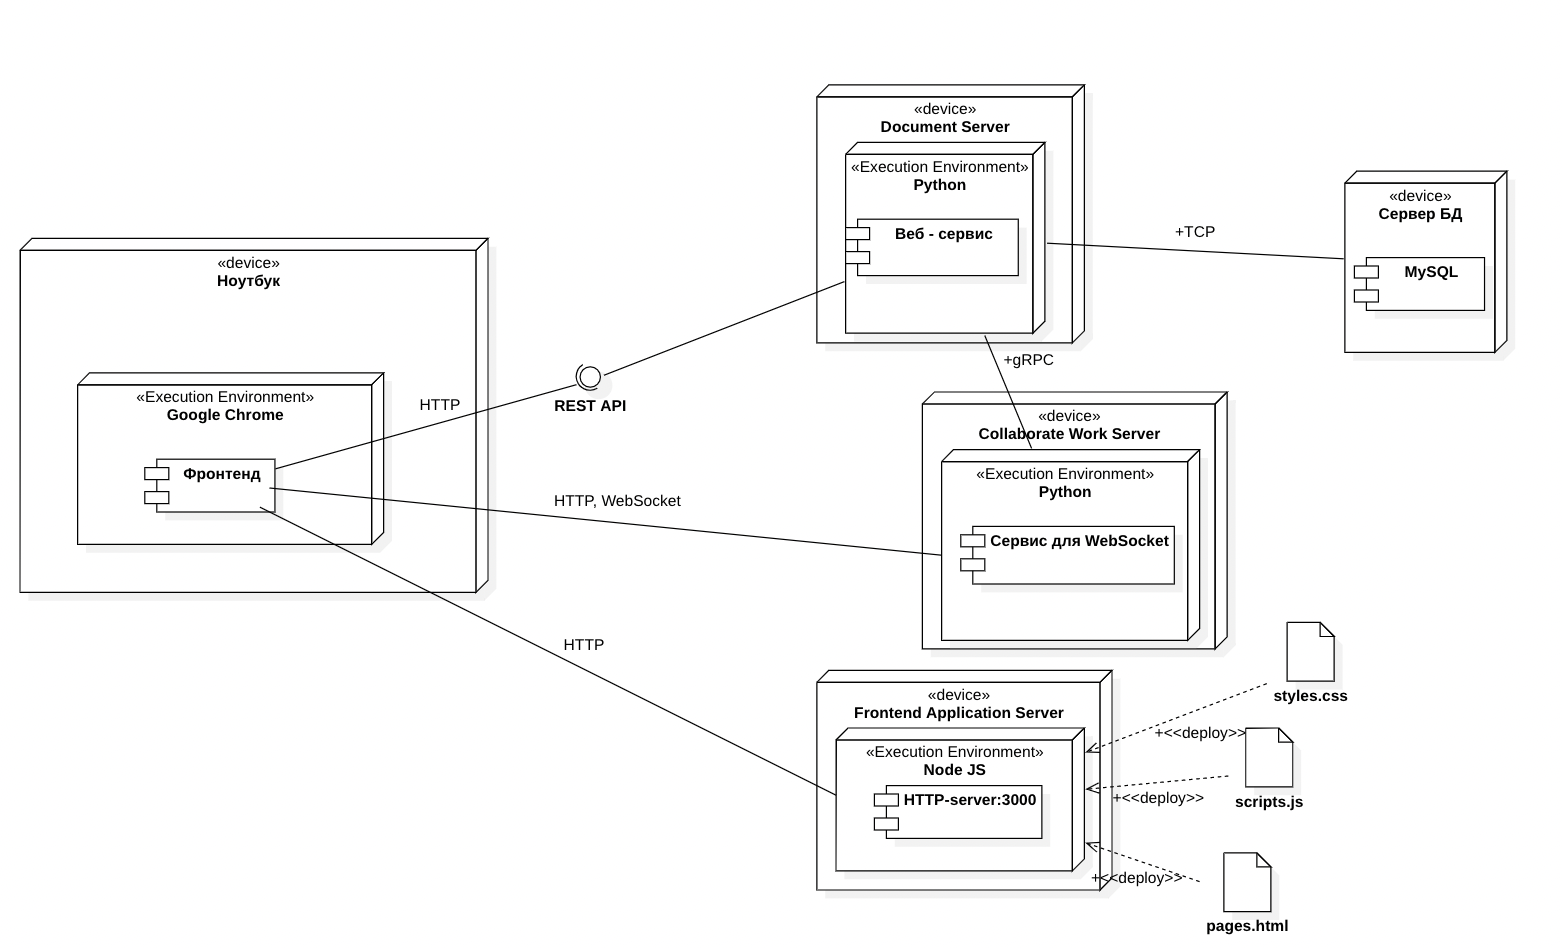 «device»
Ноутбук
«Execution Environment»
Google Chrome
Фронтенд
HTTP
REST API
HTTP, WebSocket
HTTP
«device»
Document Server
«Execution Environment»
Python
Веб - сервис
+TCP
«device»
Сервер БД
MySQL
+gRPC
«device»
Collaborate Work Server
«Execution Environment»
Python
Сервис для WebSocket
«device»
Frontend Application Server
«Execution Environment»
Node JS
HTTP-server:3000
styles.css
+<<deploy>>
scripts.js
+<<deploy>>
pages.html
+<<deploy>>